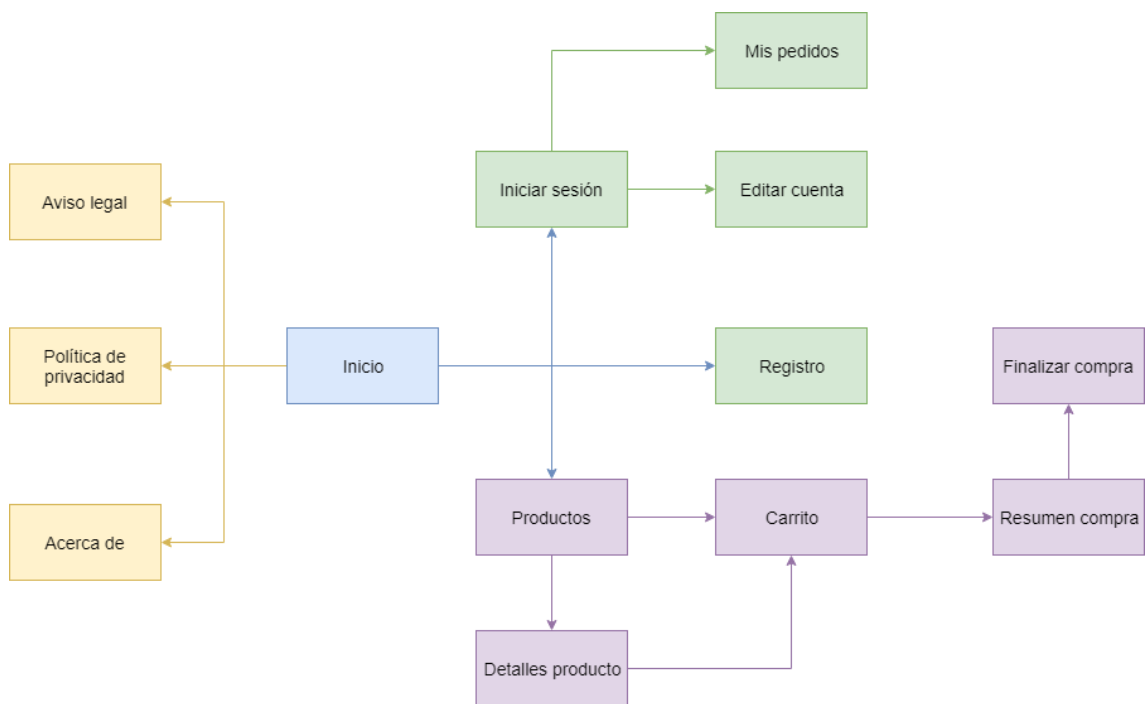 Mis pedidos
Iniciar sesión
Editar cuenta
Aviso legal
Política de
privacidad
Inicio
Registro
Finalizar compra
Acerca de
Productos
Carrito
Resumen compra
Detalles producto